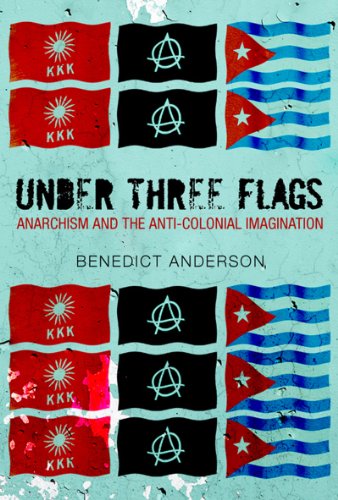 KKK
KKK
UNDER THREE FLAGS
ANARCHISM AND THE ANTI-COLONIAL IMAGINATION
BENEDICT ANDERSON
KKK
KKK
KKK